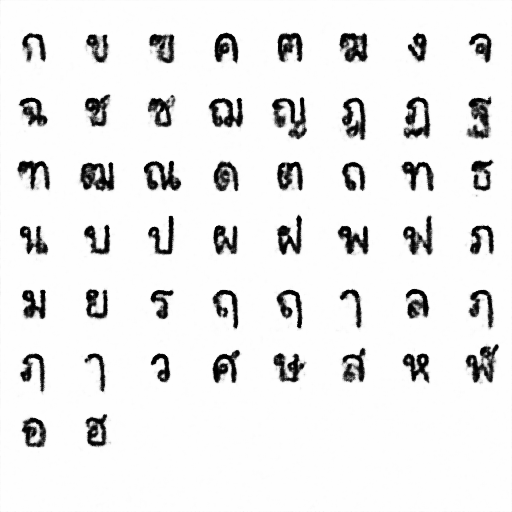 ก ข ฃ ค ฅ ฆ ง จ
ฉ ช ซ ฌ ญ ฎ ฏ ฐ
ฑ ฒ ณ ด ต ถ ท ธ
น บ ป ผ ฝ พ ฟ ภ
ม ย ร ฤ ฤ ๅ ล ฦ
ฦ ๅ ว ศ ษ ส ห ฬ
อ ฮ